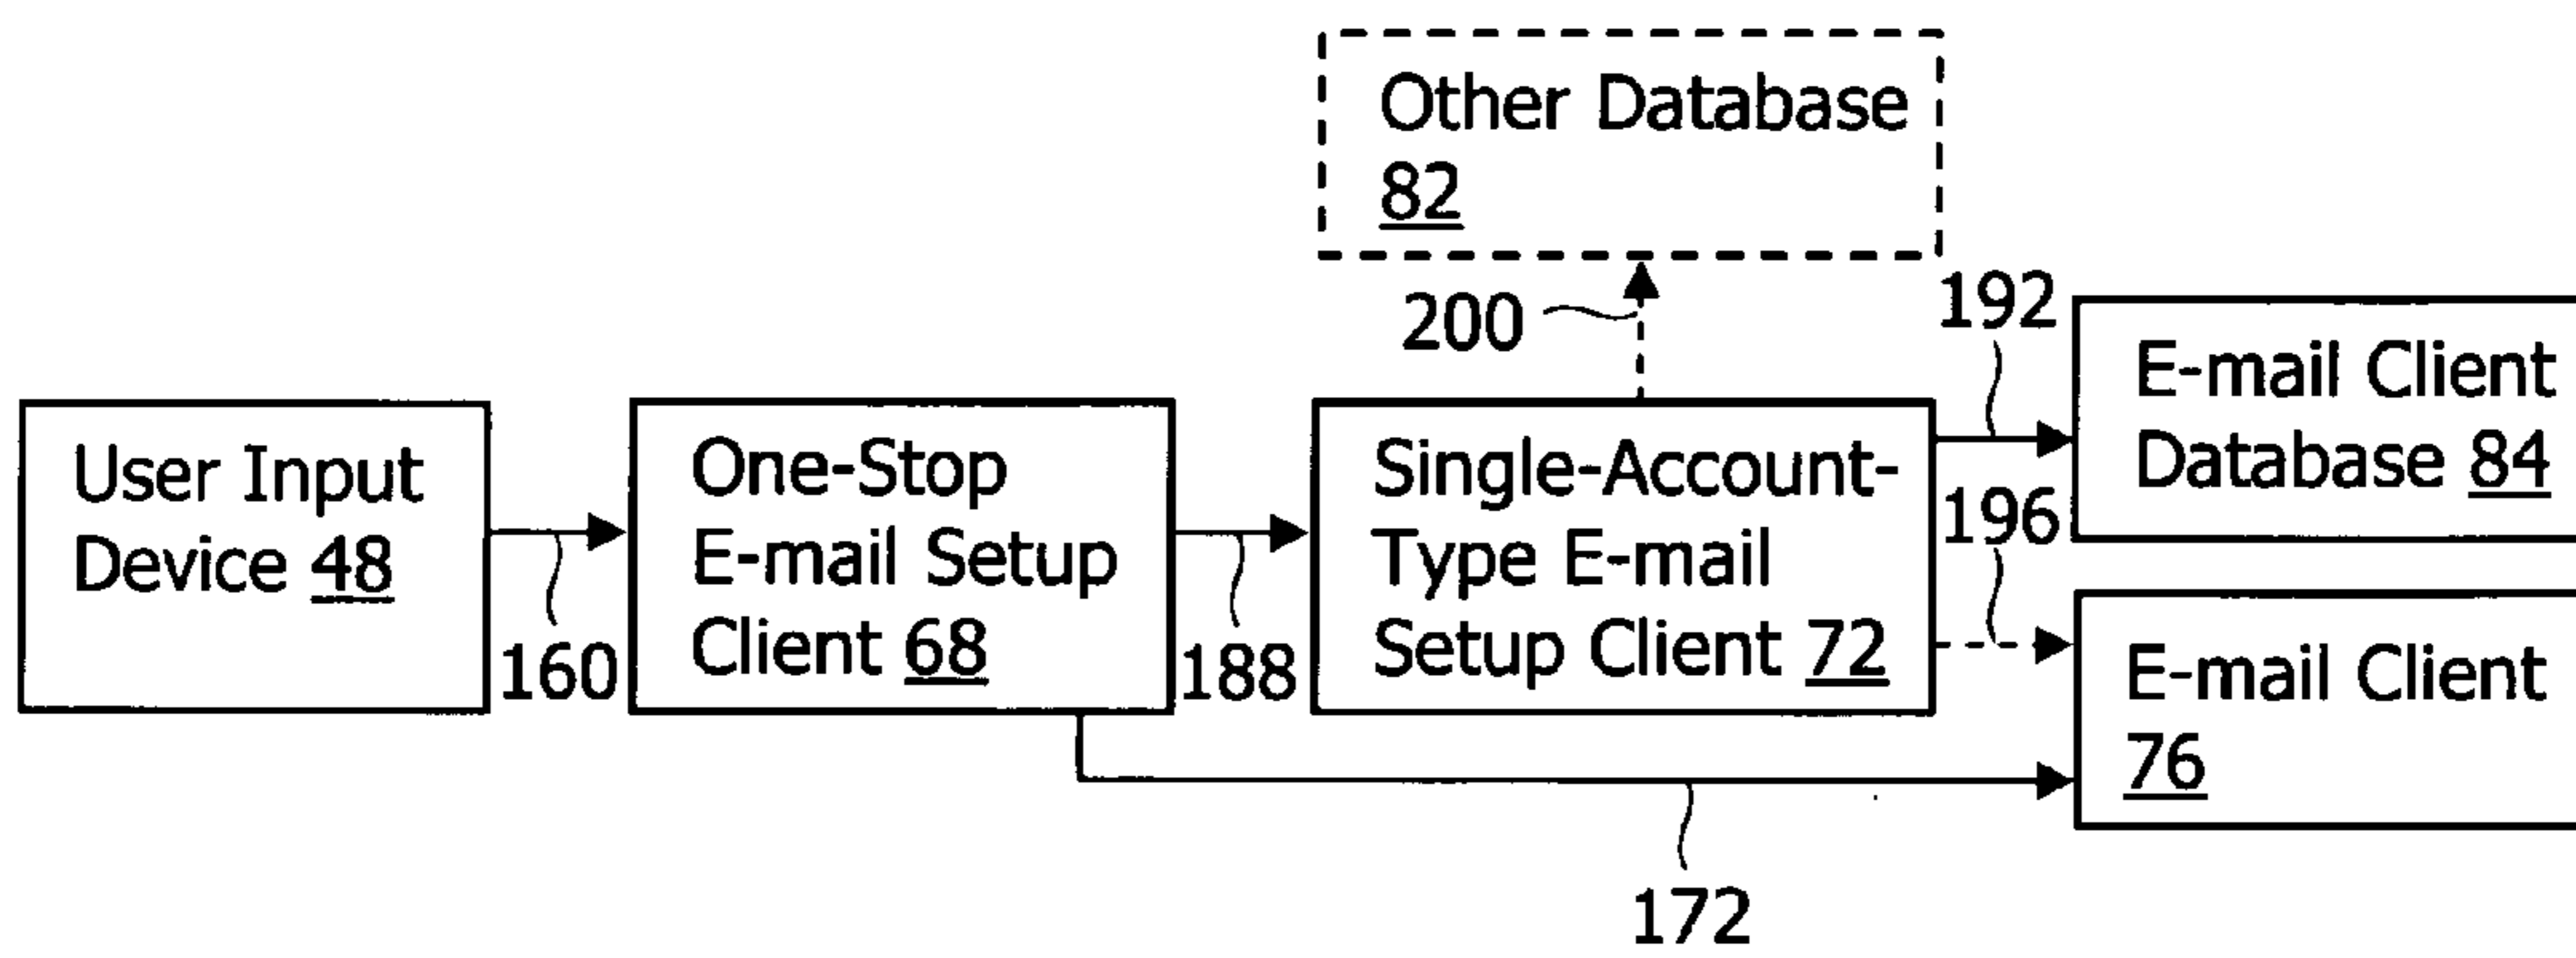 Other Database
82
200
192
E-mail Client
Database 84
User Input
Device 48
160
One-Stop
E-mail Setup
Client 68
188
Single-Account-
Type E-mail
Setup Client 72
196
E-mail Client
76
172